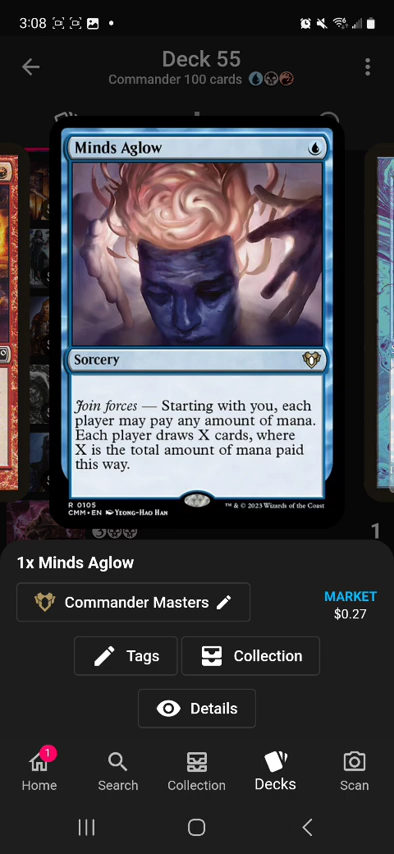 3:08
Deck 55
Commander 100 cards
Minds Aglow
Sorcery
Join forces — Starting with you, each
player may pay any amount of mana.
Each player draws X cards, where
X is the total amount of mana paid
this way.
R 0105
CMM • EN Yeong-Hao Han
™ & © 2023 Wizards of the Coast
1
1x Minds Aglow
Commander Masters
MARKET
$0.27
Tags
Collection
Details
1
Home
Search
Collection
Decks
Scan